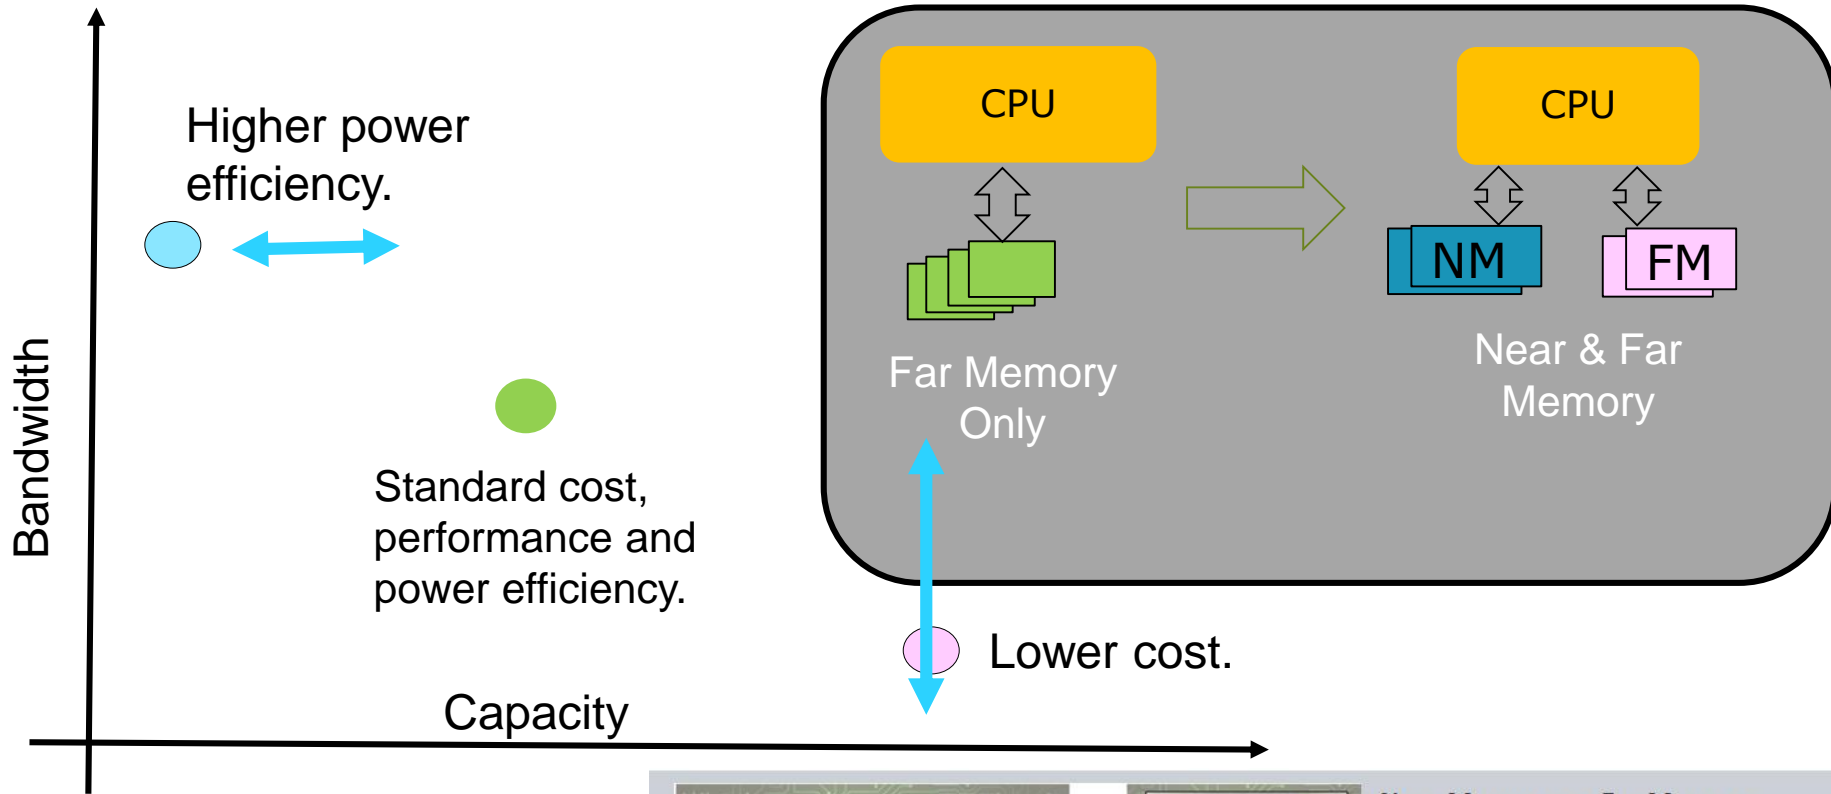 Higher power
efficiency.
Bandwidth
Standard cost,
performance and
power efficiency.
Capacity
Lower cost.
CPU
Far Memory
Only
CPU
NM
FM
Near & Far
Memory